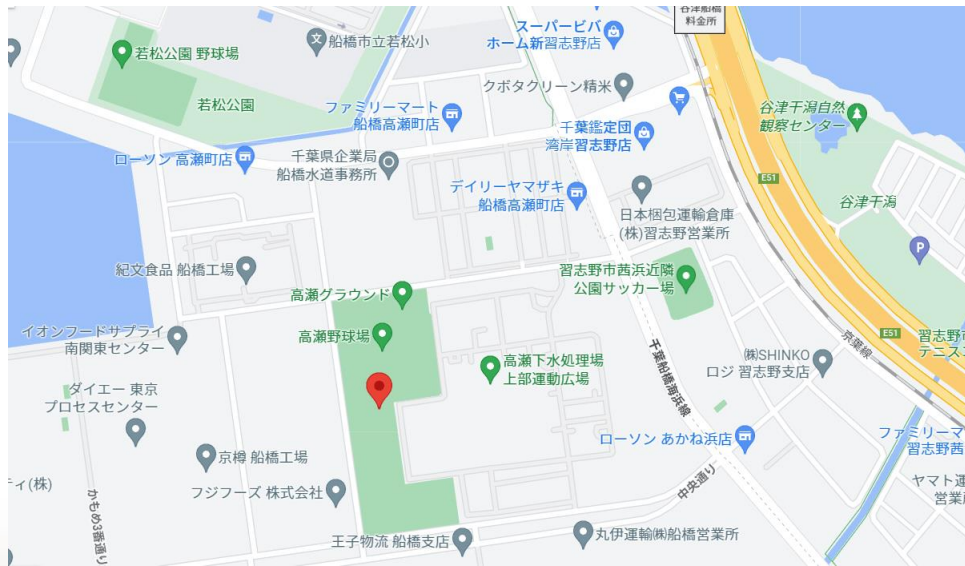 谷津船橋
料金所
スーパービバ
ホーム新習志野店
若松公園 野球場
船橋市立若松小
クボタクリーン精米
若松公園
ファミリーマート
船橋高瀬町店
谷津干潟自然
観察センター
千葉鑑定団
湾岸習志野店
ローソン 高瀬町店
千葉県企業局
船橋水道事務所
E51
デイリーヤマザキ
船橋高瀬町店
谷津干潟
日本梱包運輸倉庫
(株)習志野営業所
P
紀文食品 船橋工場
習志野市茜浜近隣
公園サッカー場
高瀬グラウンド
イオンフードサプライ
南関東センター
高瀬野球場
E51
習志野市
テニスコ
京葉線
千葉船橋海浜線
高瀬下水処理場
上部運動広場
㈱SHINKO
ロジ 習志野支店
ダイエー 東京
プロセスセンター
ローソン あかね浜店
ファミリーマ
習志野茜
京樽 船橋工場
ティ(株)
フジフーズ 株式会社
中央通り
ヤマト運
営業所
かもめ3番通り
王子物流 船橋支店
丸伊運輸㈱船橋営業所